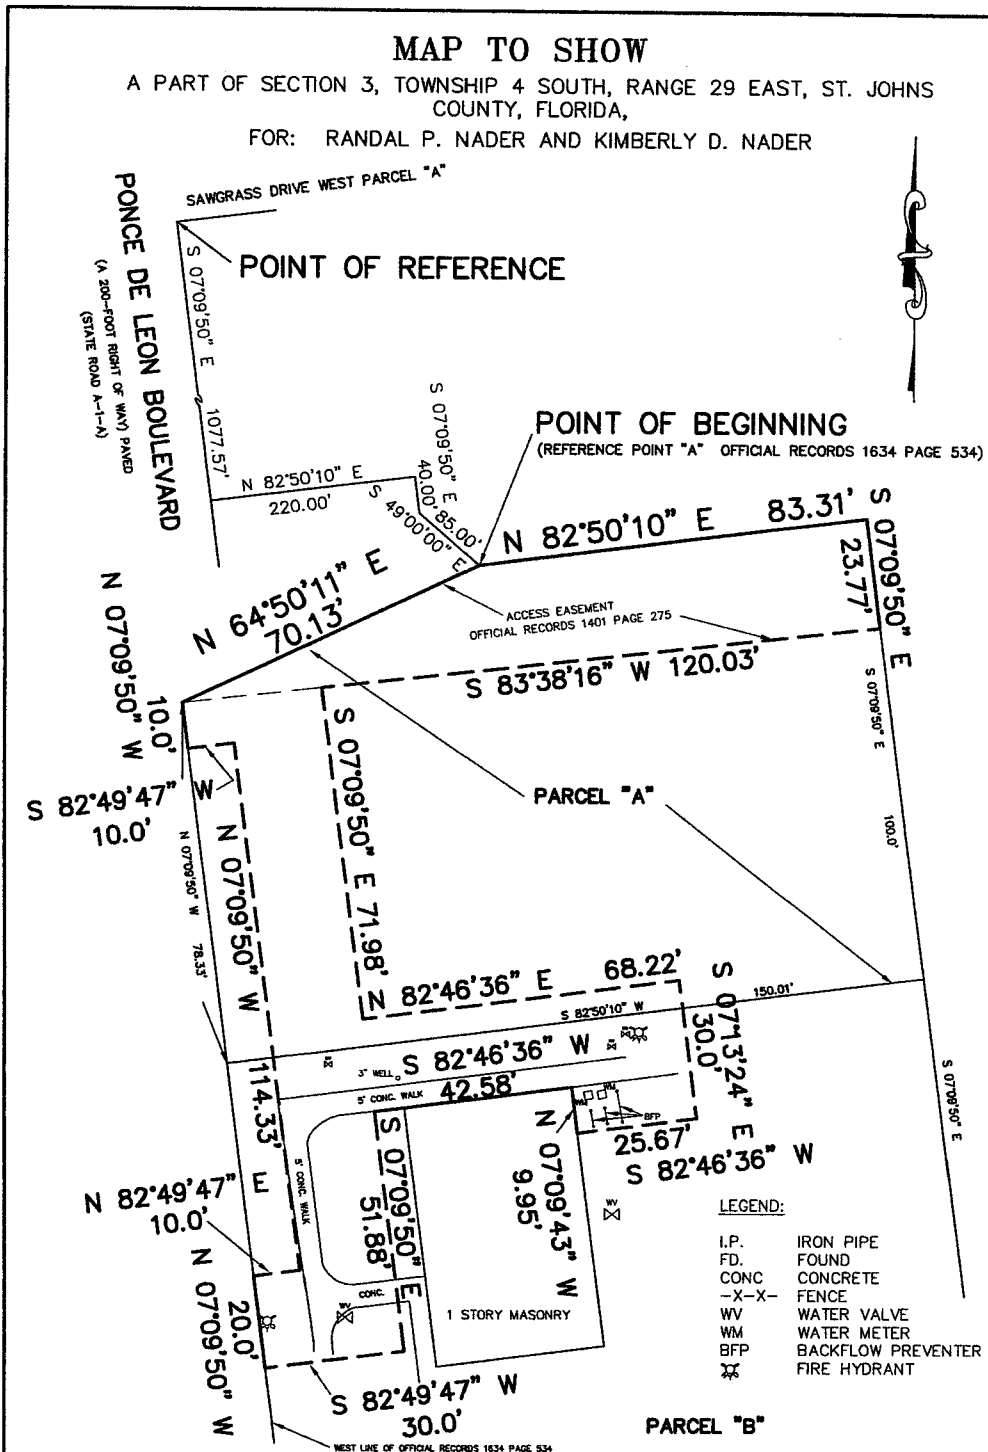 MAP TO SHOW
A PART OF SECTION 3, TOWNSHIP 4 SOUTH, RANGE 29 EAST, ST. JOHNS
COUNTY, FLORIDA,
FOR: RANDAL P. NADER AND KIMBERLY D. NADER
SAWGRASS DRIVE WEST PARCEL "A"
PONCE DE LEON BOULEVARD
(A 200-FOOT RIGHT OF WAY) PAVED
(STATE ROAD A-1-A)
S 07°09'50" E
1077.57'
POINT OF REFERENCE
N 82°50'10" E
220.00'
S 07°09'50" E
40.00'
S 49°00'00" E
85.00'
POINT OF BEGINNING
(REFERENCE POINT "A" OFFICIAL RECORDS 1634 PAGE 534)
N 82°50'10" E 83.31'
S 07°09'50" E
23.77'
N 64°50'11" E
70.13'
ACCESS EASEMENT
OFFICIAL RECORDS 1401 PAGE 275
S 83°38'16" W 120.03'
N 07°09'50" W
10.0'
S 82°49'47" W
10.0'
S 07°09'50" E 71.98'
PARCEL "A"
S 07°09'50" E
100.0'
N 07°09'50" W 78.33'
N 07°09'50" W
114.33'
E
N 82°46'36" E 68.22'
S 07°13'24" E
30.0'
S 82°50'10" W 150.01'
3" WELL
S 82°46'36" W
42.58'
5' CONC. WALK
WM WM
BFP
25.67'
S 82°46'36" W
N 07°09'43" W
9.95'
S 07°09'50" E
51.88'
5' CONC. WALK
S 07°09'50" E
N 82°49'47"
10.0'
N 07°09'50" W
20.0'
CONC.
WV
WV
1 STORY MASONRY
S 82°49'47" W
30.0'
WEST LINE OF OFFICIAL RECORDS 1634 PAGE 534
PARCEL "B"
LEGEND:
I.P. IRON PIPE
FD. FOUND
CONC CONCRETE
-X-X- FENCE
WV WATER VALVE
WM WATER METER
BFP BACKFLOW PREVENTER
FIRE HYDRANT